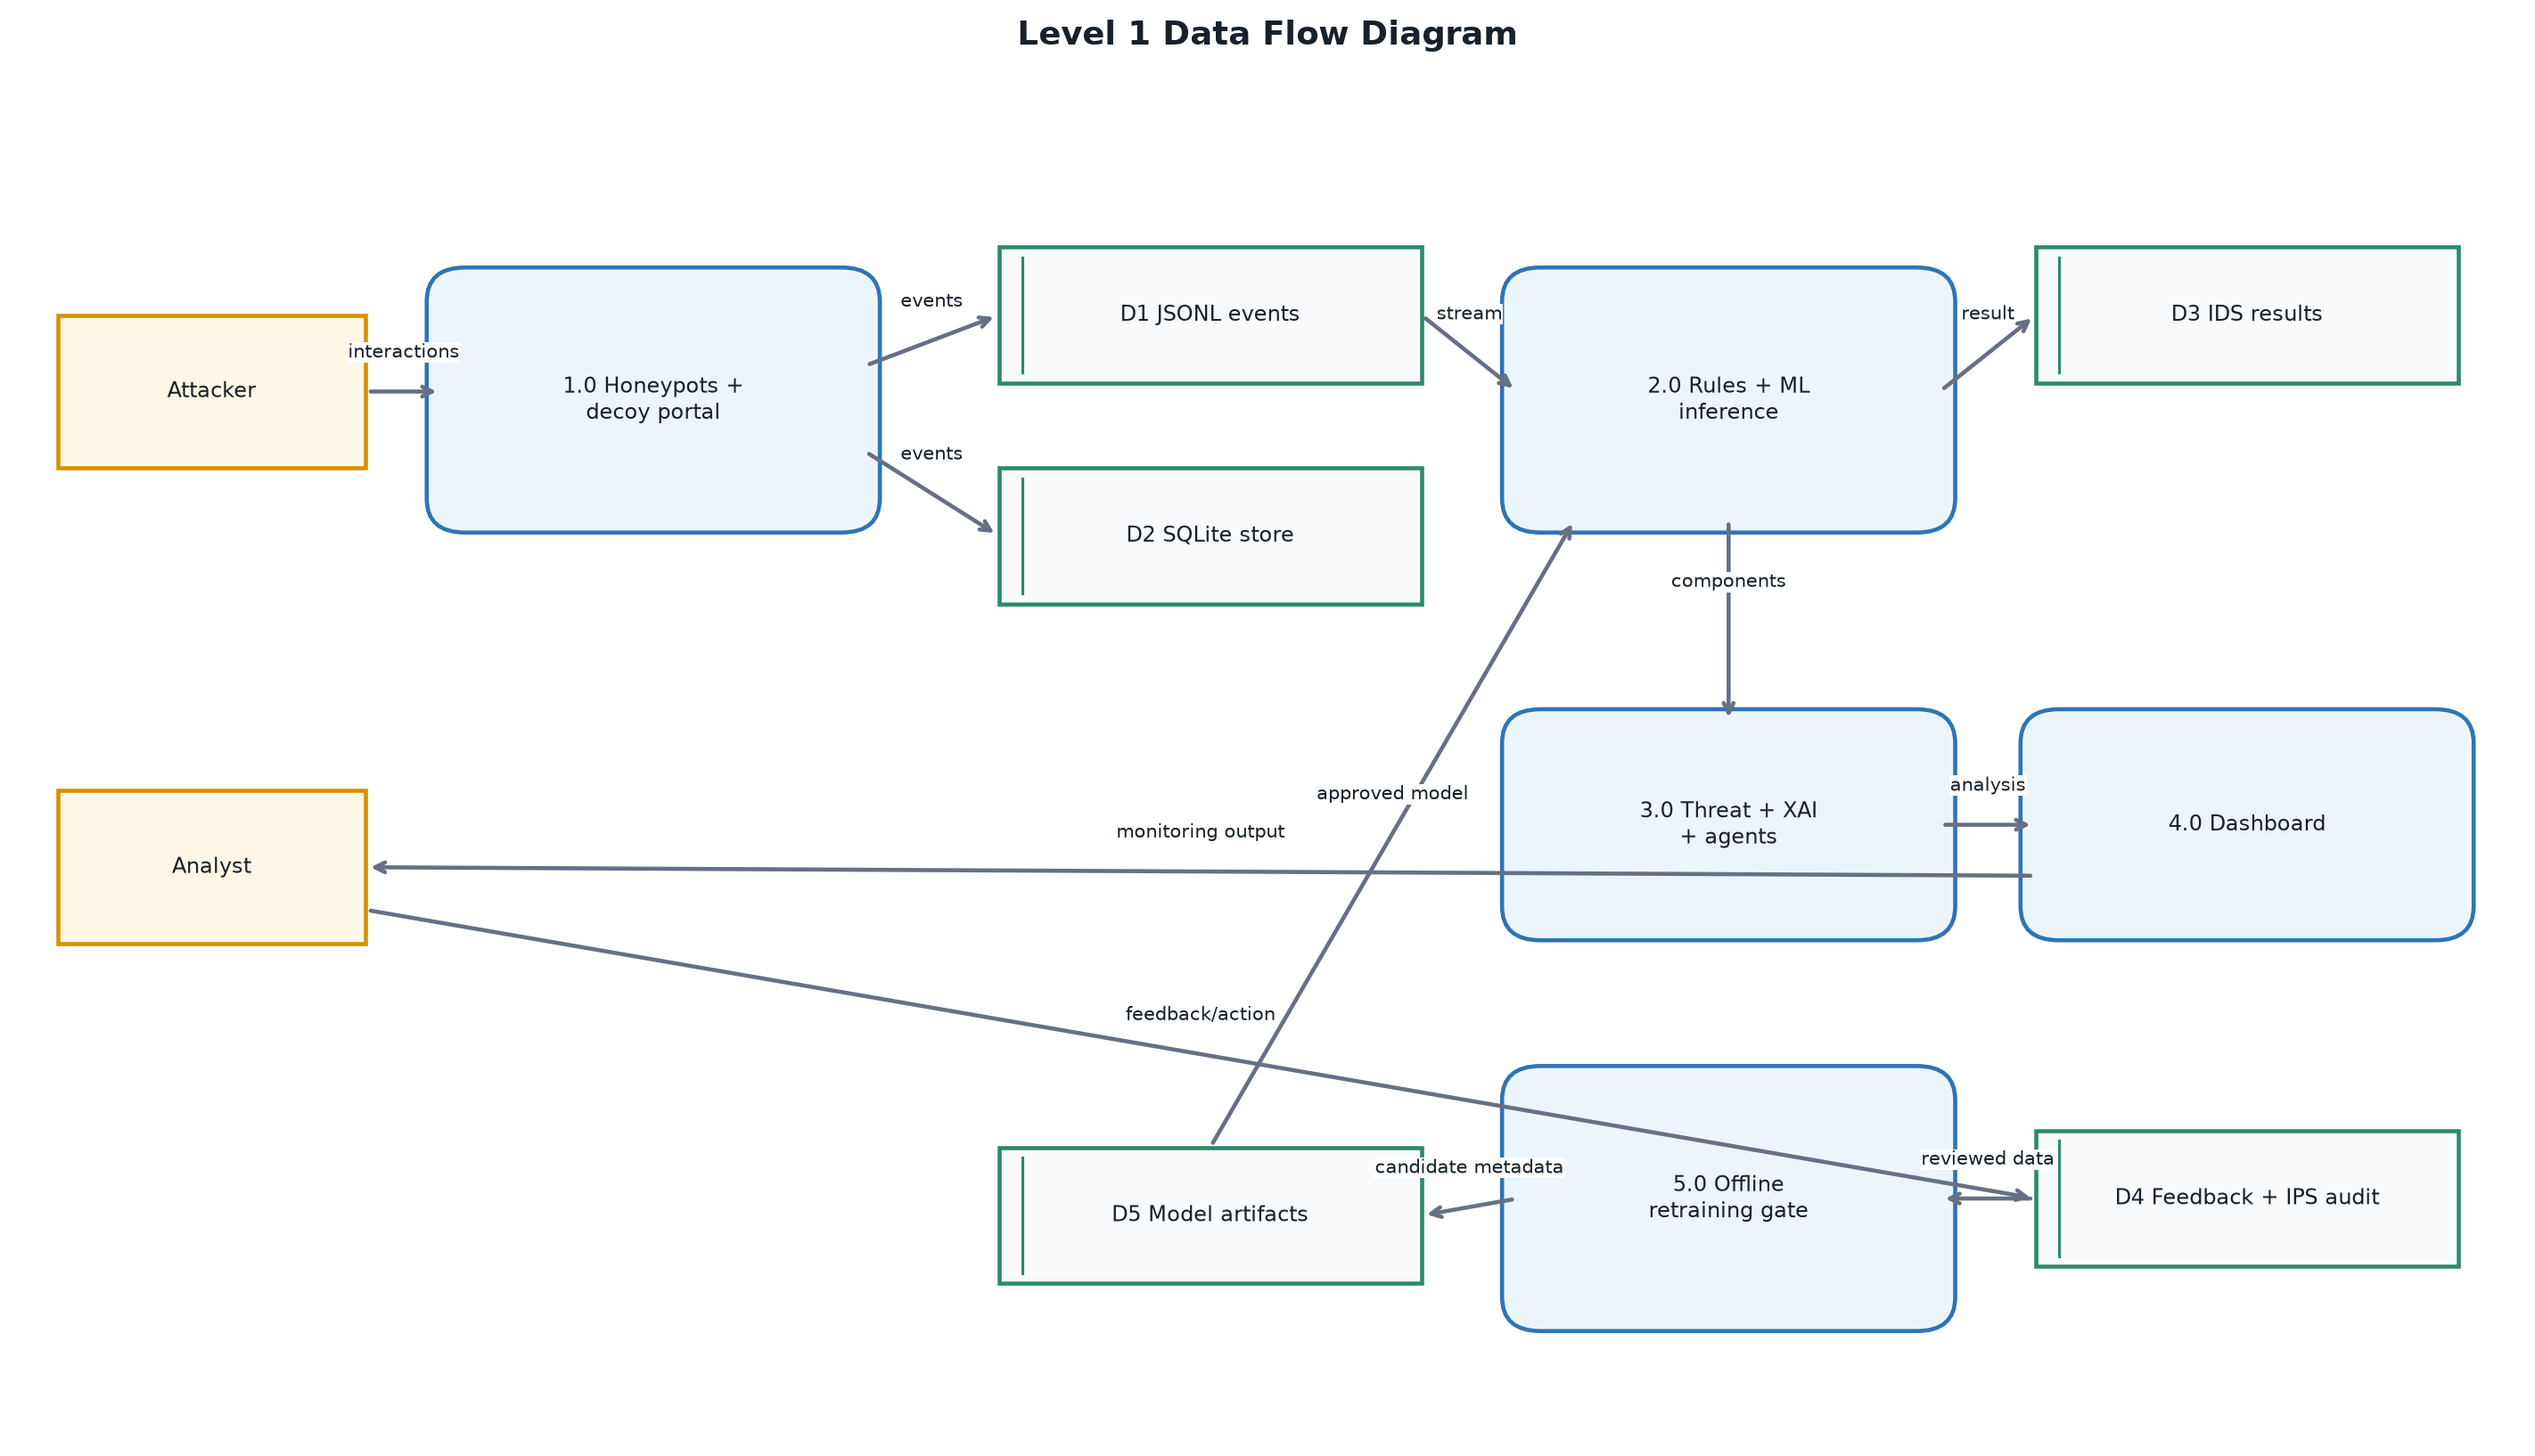 Level 1 Data Flow Diagram
Attacker
interactions
1.0 Honeypots +
decoy portal
events
events
D1 JSONL events
D2 SQLite store
stream
2.0 Rules + ML
inference
result
D3 IDS results
components
approved model
monitoring output
Analyst
3.0 Threat + XAI
+ agents
analysis
4.0 Dashboard
feedback/action
D5 Model artifacts
candidate metadata
5.0 Offline
retraining gate
reviewed data
D4 Feedback + IPS audit